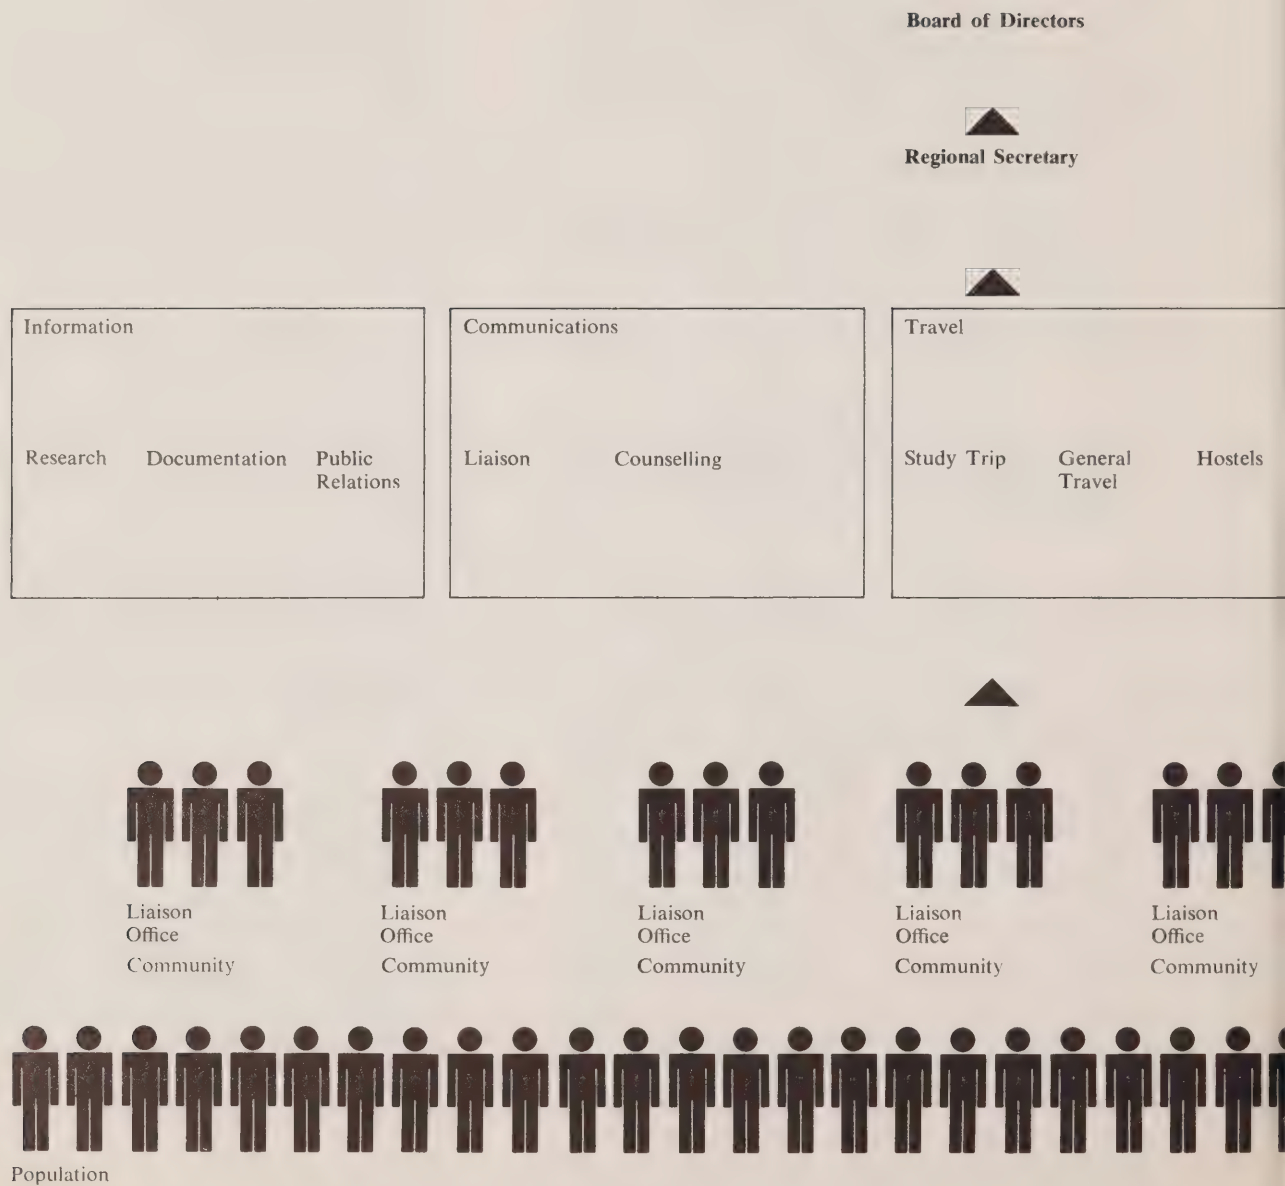 Board of Directors
Regional Secretary
Information
Research
Documentation
Public
Relations
Communications
Liaison
Counselling
Travel
Study Trip
General
Travel
Hostels
Liaison
Office
Community
Liaison
Office
Community
Liaison
Office
Community
Liaison
Office
Community
Liaison
Office
Community
Population